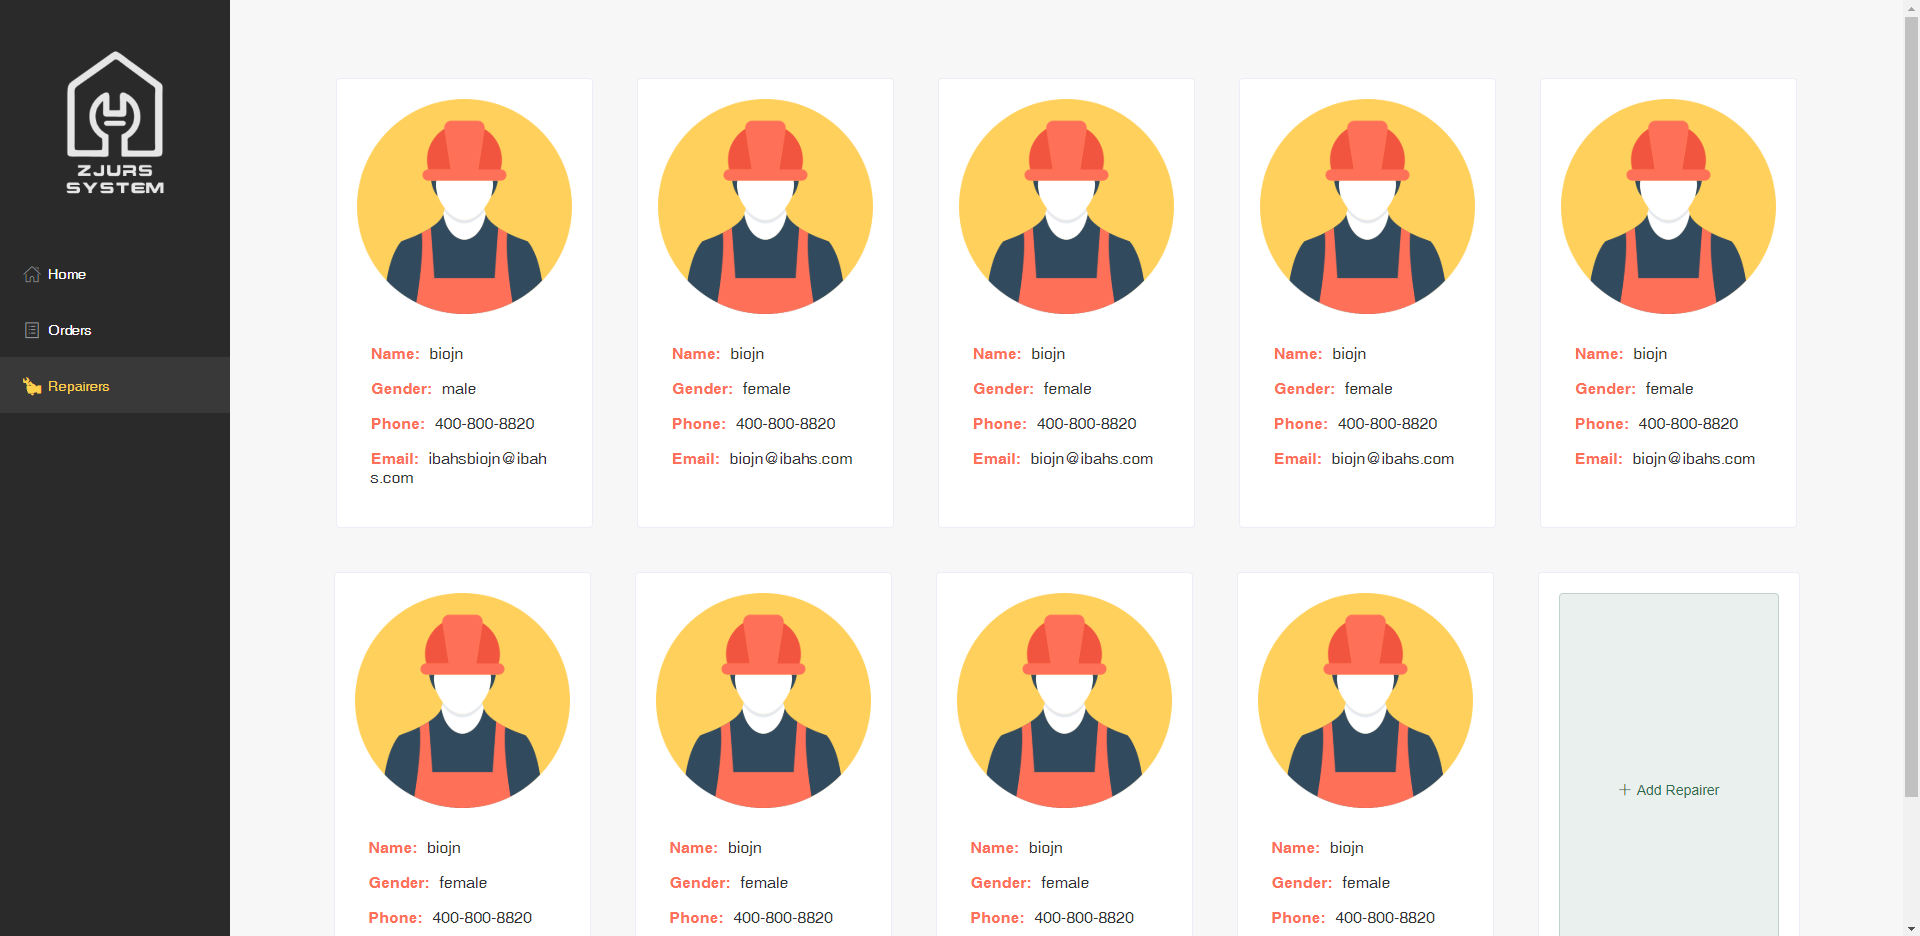 ZJURS
SYSTEM
Home
Orders
Repairers
Name: biojn
Gender: male
Phone: 400-800-8820
Email: ibahsbiojn@ibah
s.com
Name: biojn
Gender: female
Phone: 400-800-8820
Email: biojn@ibahs.com
Name: biojn
Gender: female
Phone: 400-800-8820
Email: biojn@ibahs.com
Name: biojn
Gender: female
Phone: 400-800-8820
Email: biojn@ibahs.com
Name: biojn
Gender: female
Phone: 400-800-8820
Email: biojn@ibahs.com
Name: biojn
Gender: female
Phone: 400-800-8820
Name: biojn
Gender: female
Phone: 400-800-8820
Name: biojn
Gender: female
Phone: 400-800-8820
Name: biojn
Gender: female
Phone: 400-800-8820
+ Add Repairer